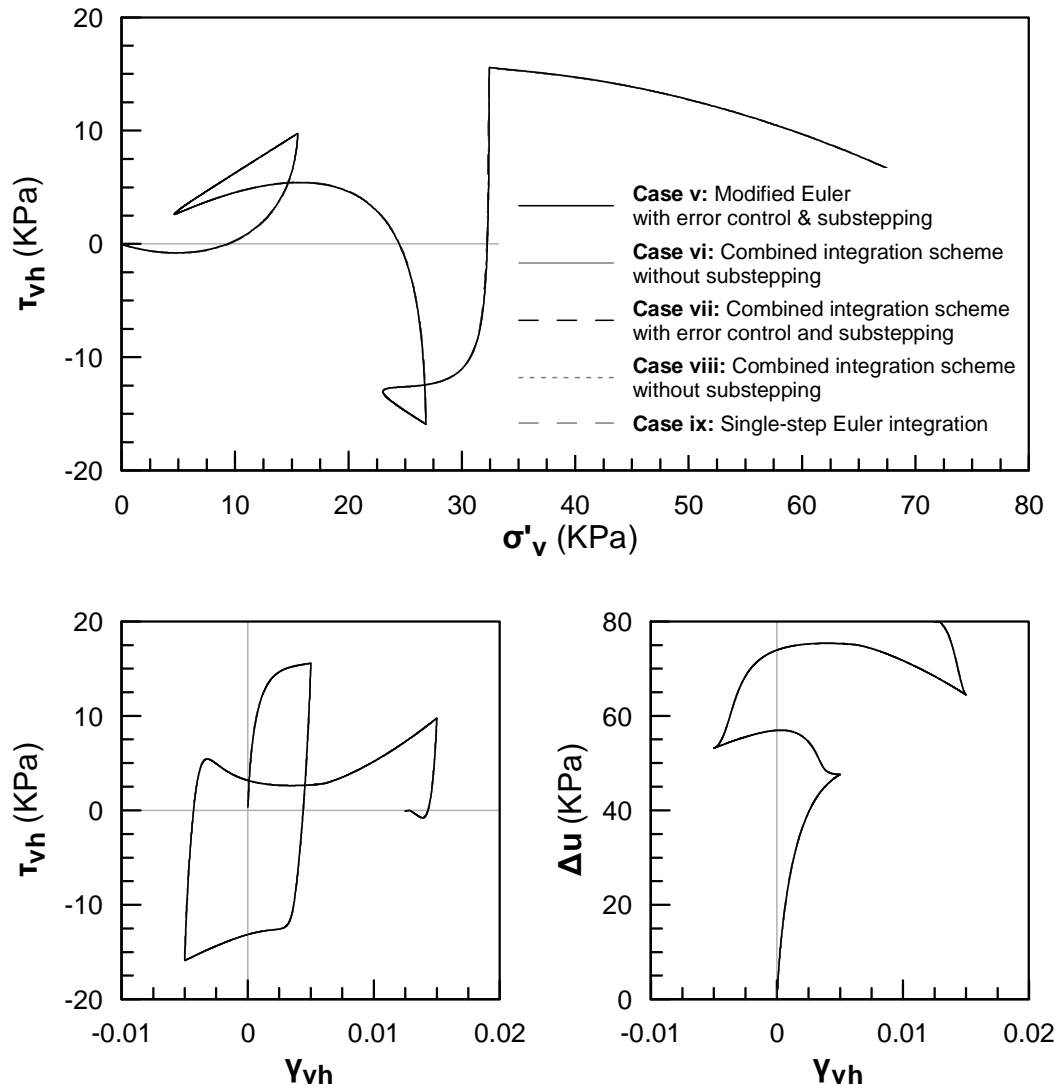 20
10
0
-10
-20
τvh (KPa)
Case v: Modified Euler
with error control & substepping
Case vi: Combined integration scheme
without substepping
Case vii: Combined integration scheme
with error control and substepping
Case viii: Combined integration scheme
without substepping
Case ix: Single-step Euler integration
0 10 20 30 40 50 60 70 80
σ'v (KPa)
20
10
0
-10
-20
τvh (KPa)
-0.01 0 0.01 0.02
γvh
80
60
40
20
0
Δu (KPa)
-0.01 0 0.01 0.02
γvh